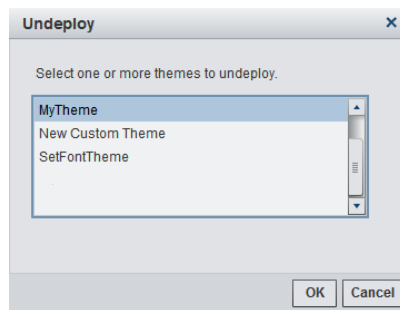 Undeploy
Select one or more themes to undeploy.
MyTheme
New Custom Theme
SetFontTheme
OK Cancel